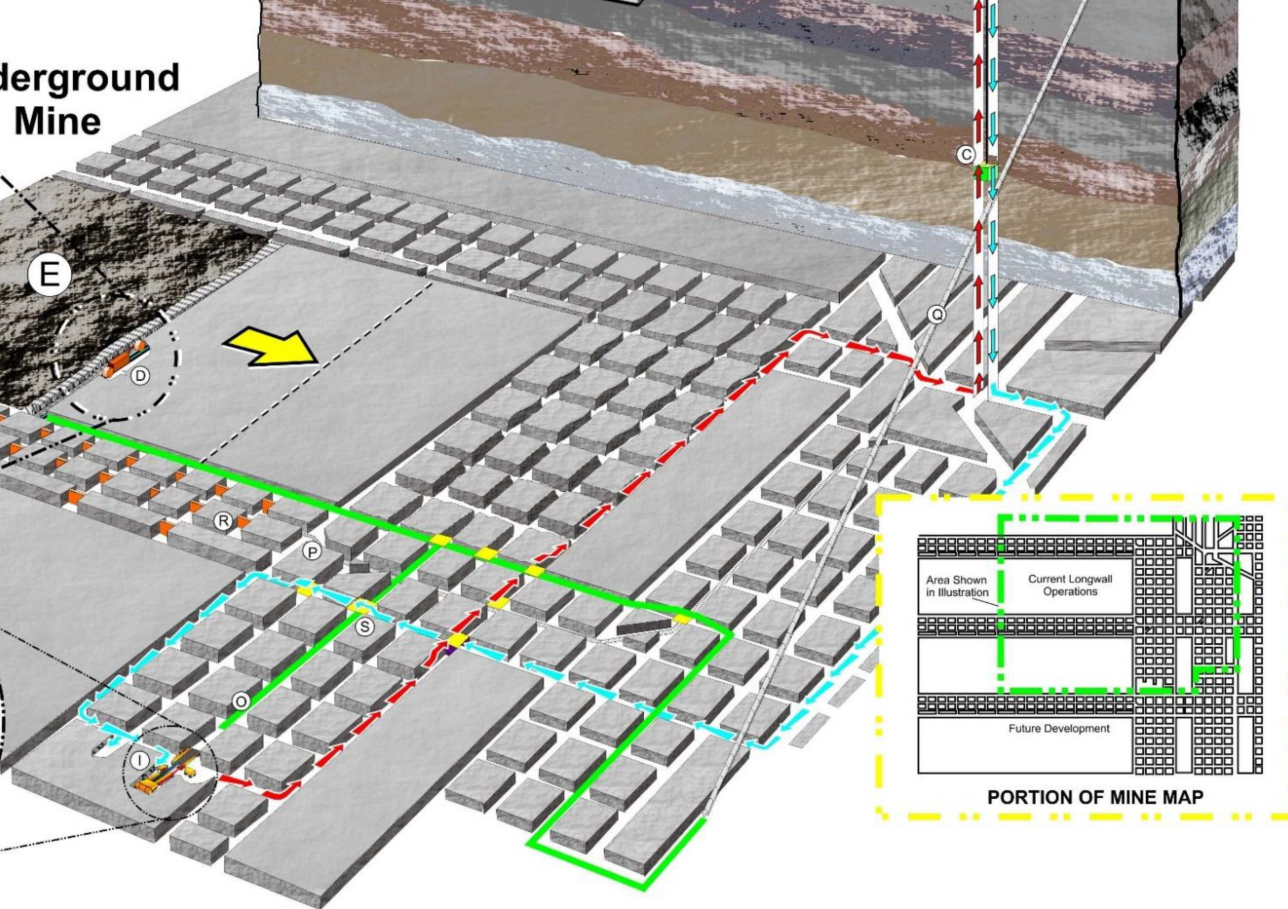 derground
Mine
C
E
Q
D
R
P
S
O
I
Area Shown
in Illustration
Current Longwall
Operations
Future Development
PORTION OF MINE MAP